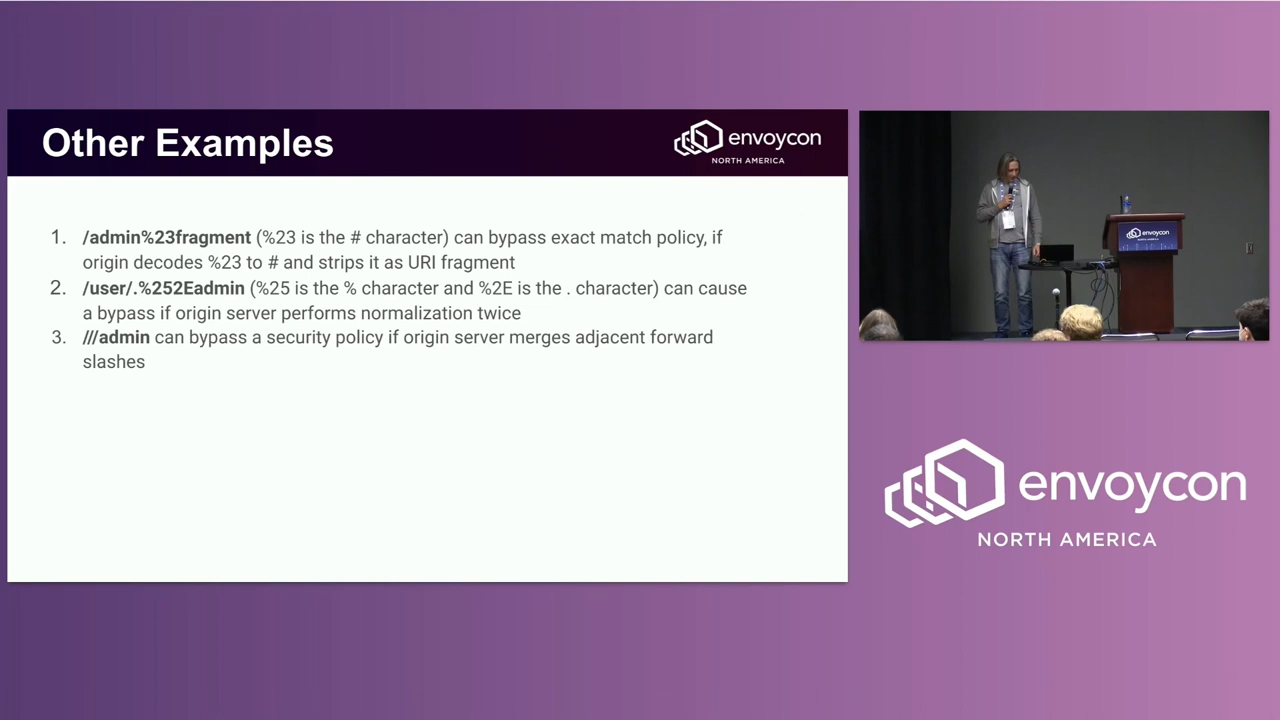 Other Examples
envoycon
NORTH AMERICA
1. /admin%23fragment (%23 is the # character) can bypass exact match policy, if
origin decodes %23 to # and strips it as URI fragment
2. /user/.%252Eadmin (%25 is the % character and %2E is the . character) can cause
a bypass if origin server performs normalization twice
3. ///admin can bypass a security policy if origin server merges adjacent forward
slashes
envoycon
envoycon
NORTH AMERICA